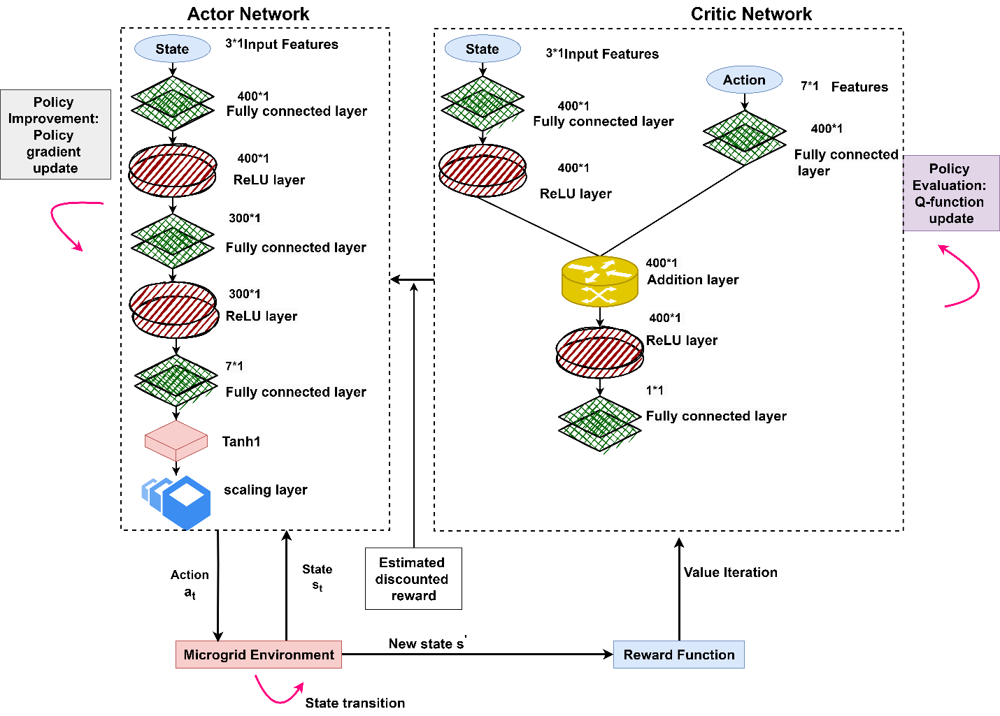 Actor Network
State
3*1Input Features
400*1
Fully connected layer
400*1
ReLU layer
300*1
Fully connected layer
300*1
ReLU layer
7*1
Fully connected layer
Tanh1
scaling layer
Policy
Improvement:
Policy
gradient
update
Critic Network
State
3*1Input Features
400*1
Fully connected layer
400*1
ReLU layer
Action
7*1 Features
400*1
Fully connected
layer
400*1
Addition layer
400*1
ReLU layer
1*1
Fully connected layer
Policy
Evaluation:
Q-function
update
Action
at
State
st
Estimated
discounted
reward
Value Iteration
Microgrid Environment
New state s'
Reward Function
State transition